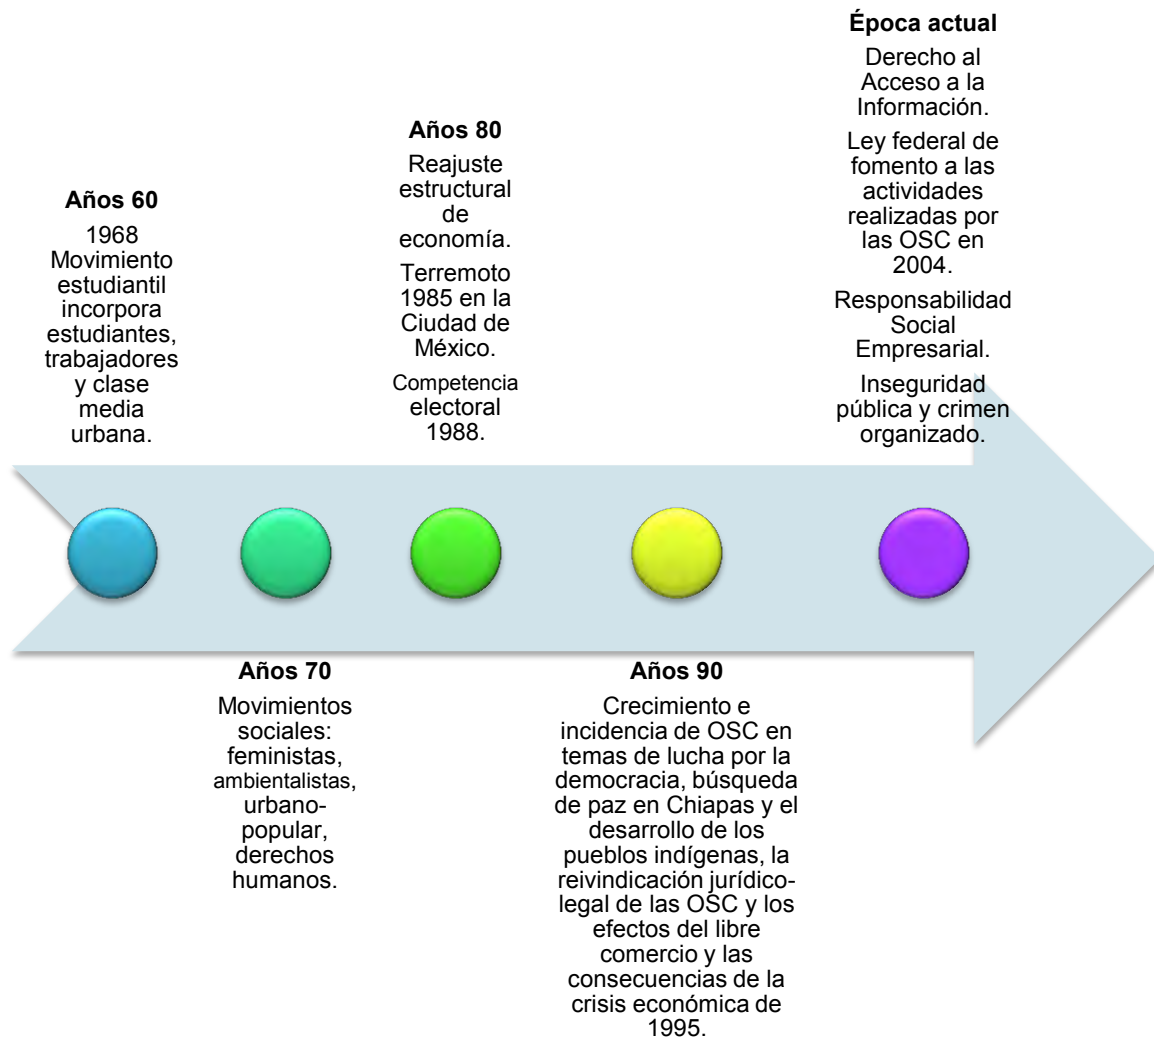 Años 60
1968
Movimiento
estudiantil
incorpora
estudiantes,
trabajadores
y clase
media
urbana.
Años 70
Movimientos
sociales:
feministas,
ambientalistas,
urbano-
popular,
derechos
humanos.
Años 80
Reajuste
estructural
de
economía.
Terremoto
1985 en la
Ciudad de
México.
Competencia
electoral
1988.
Años 90
Crecimiento e
incidencia de OSC en
temas de lucha por la
democracia, búsqueda
de paz en Chiapas y el
desarrollo de los
pueblos indígenas, la
reivindicación jurídico-
legal de las OSC y los
efectos del libre
comercio y las
consecuencias de la
crisis económica de
1995.
Época actual
Derecho al
Acceso a la
Información.
Ley federal de
fomento a las
actividades
realizadas por
las OSC en
2004.
Responsabilidad
Social
Empresarial.
Inseguridad
pública y crimen
organizado.